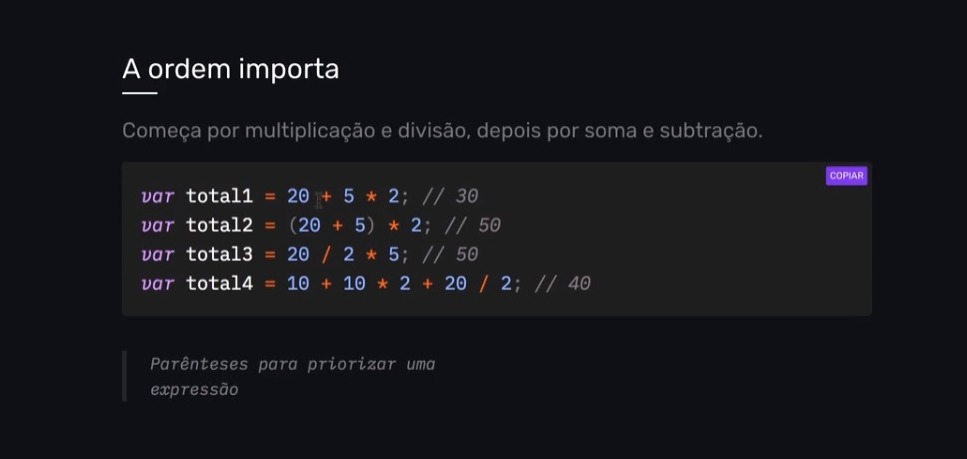 A ordem importa
Começa por multiplicação e divisão, depois por soma e subtração.
COPIAR
var total1 = 20 + 5 * 2; // 30
var total2 = (20 + 5) * 2; // 50
var total3 = 20 / 2 * 5; // 50
var total4 = 10 + 10 * 2 + 20 / 2; // 40
Parênteses para priorizar uma
expressão